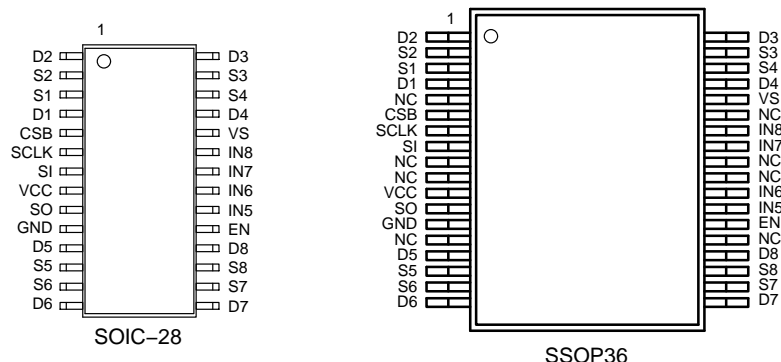 1
D2 D3
S2 S3
S1 S4
D1 D4
CSB VS
SCLK IN8
SI IN7
VCC IN6
SO IN5
GND EN
D5 D8
S5 S8
S6 S7
D6 D7
SOIC–28
1
D2 D3
S2 S3
S1 S4
D1 D4
NC VS
CSB NC
SCLK IN8
SI IN7
NC NC
NC NC
VCC IN6
SO IN5
GND EN
NC NC
D5 D8
S5 S8
S6 S7
D6 D7
SSOP36